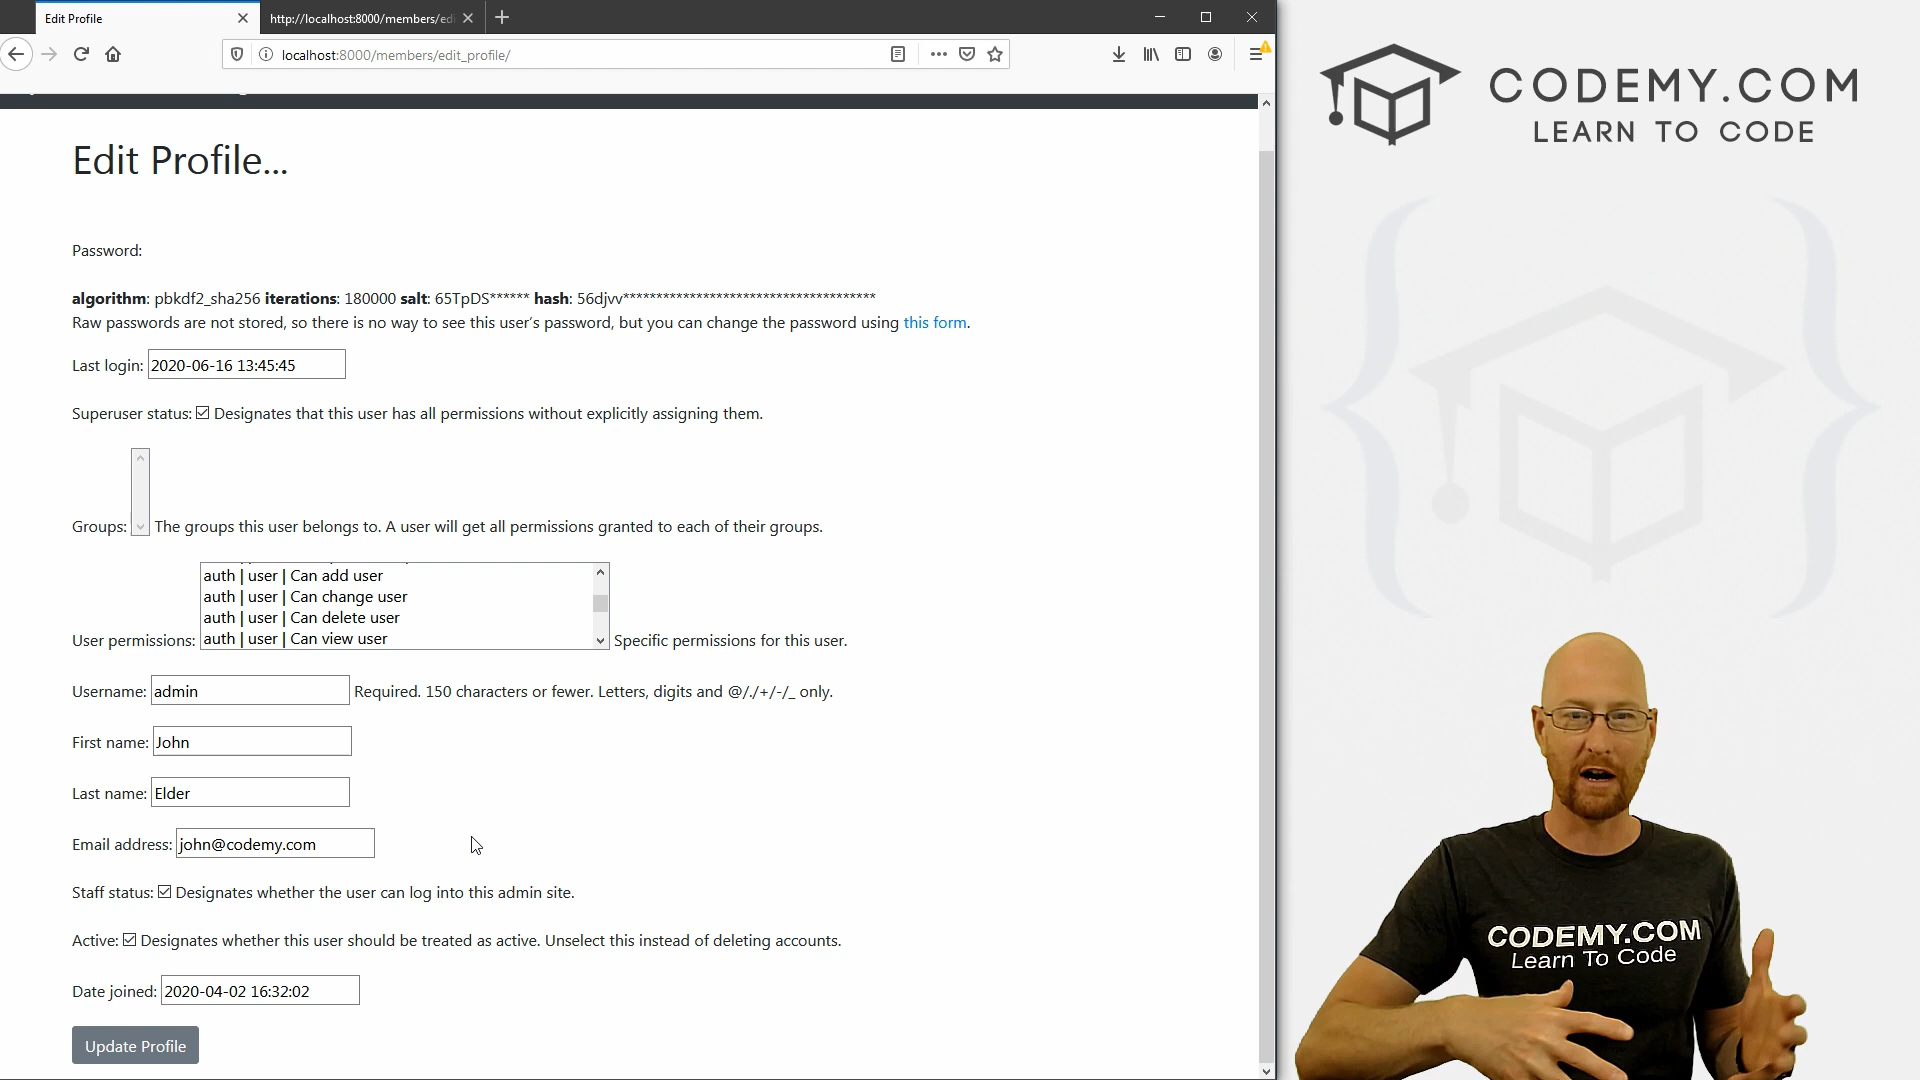 Edit Profile
http://localhost:8000/members/edi
localhost:8000/members/edit_profile/
Edit Profile...
Password:
algorithm: pbkdf2_sha256 iterations: 180000 salt: 65TpDS****** hash: 56djvv**************************************
Raw passwords are not stored, so there is no way to see this user's password, but you can change the password using this form.
Last login: 2020-06-16 13:45:45
Superuser status: Designates that this user has all permissions without explicitly assigning them.
Groups: The groups this user belongs to. A user will get all permissions granted to each of their groups.
auth | user | Can add user
auth | user | Can change user
auth | user | Can delete user
auth | user | Can view user
User permissions: Specific permissions for this user.
Username: admin Required. 150 characters or fewer. Letters, digits and @/./+/-/_ only.
First name: John
Last name: Elder
Email address: john@codemy.com
Staff status: Designates whether the user can log into this admin site.
Active: Designates whether this user should be treated as active. Unselect this instead of deleting accounts.
Date joined: 2020-04-02 16:32:02
Update Profile
CODEMY.COM
LEARN TO CODE
CODEMY.COM
Learn To Code